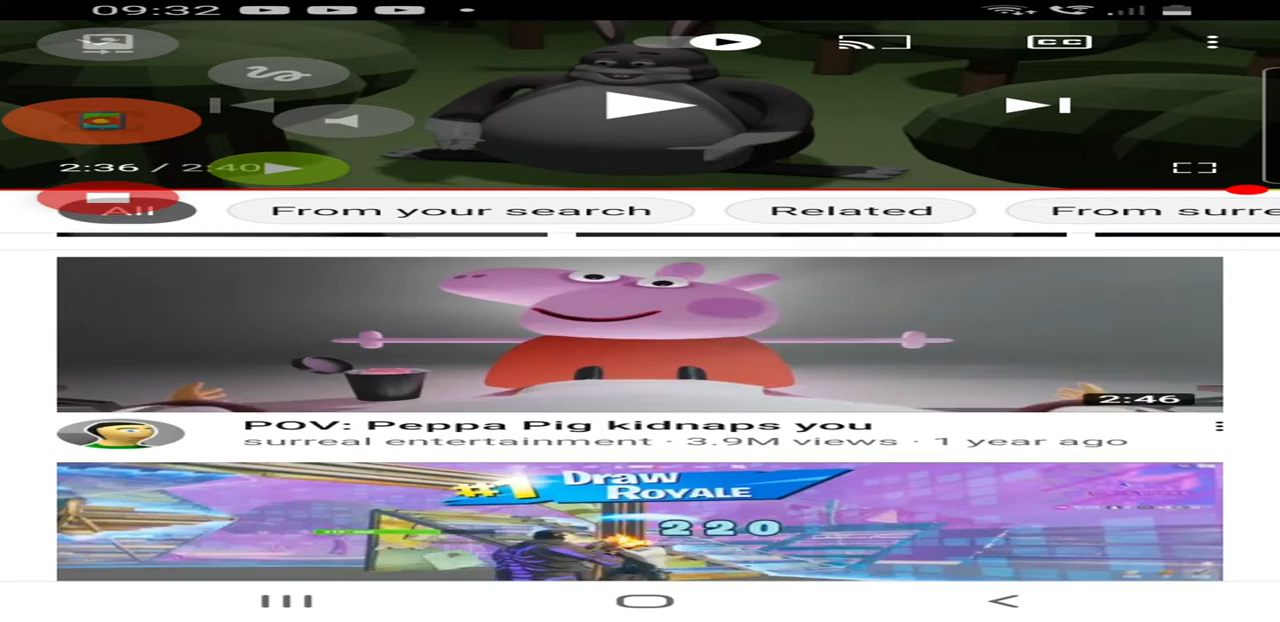 09:32
CC
2:36 / 2:40
All
From your search
Related
From surre
2:46
POV: Peppa Pig kidnaps you
surreal entertainment · 3.9M views · 1 year ago
#1 Draw
ROYALE
220